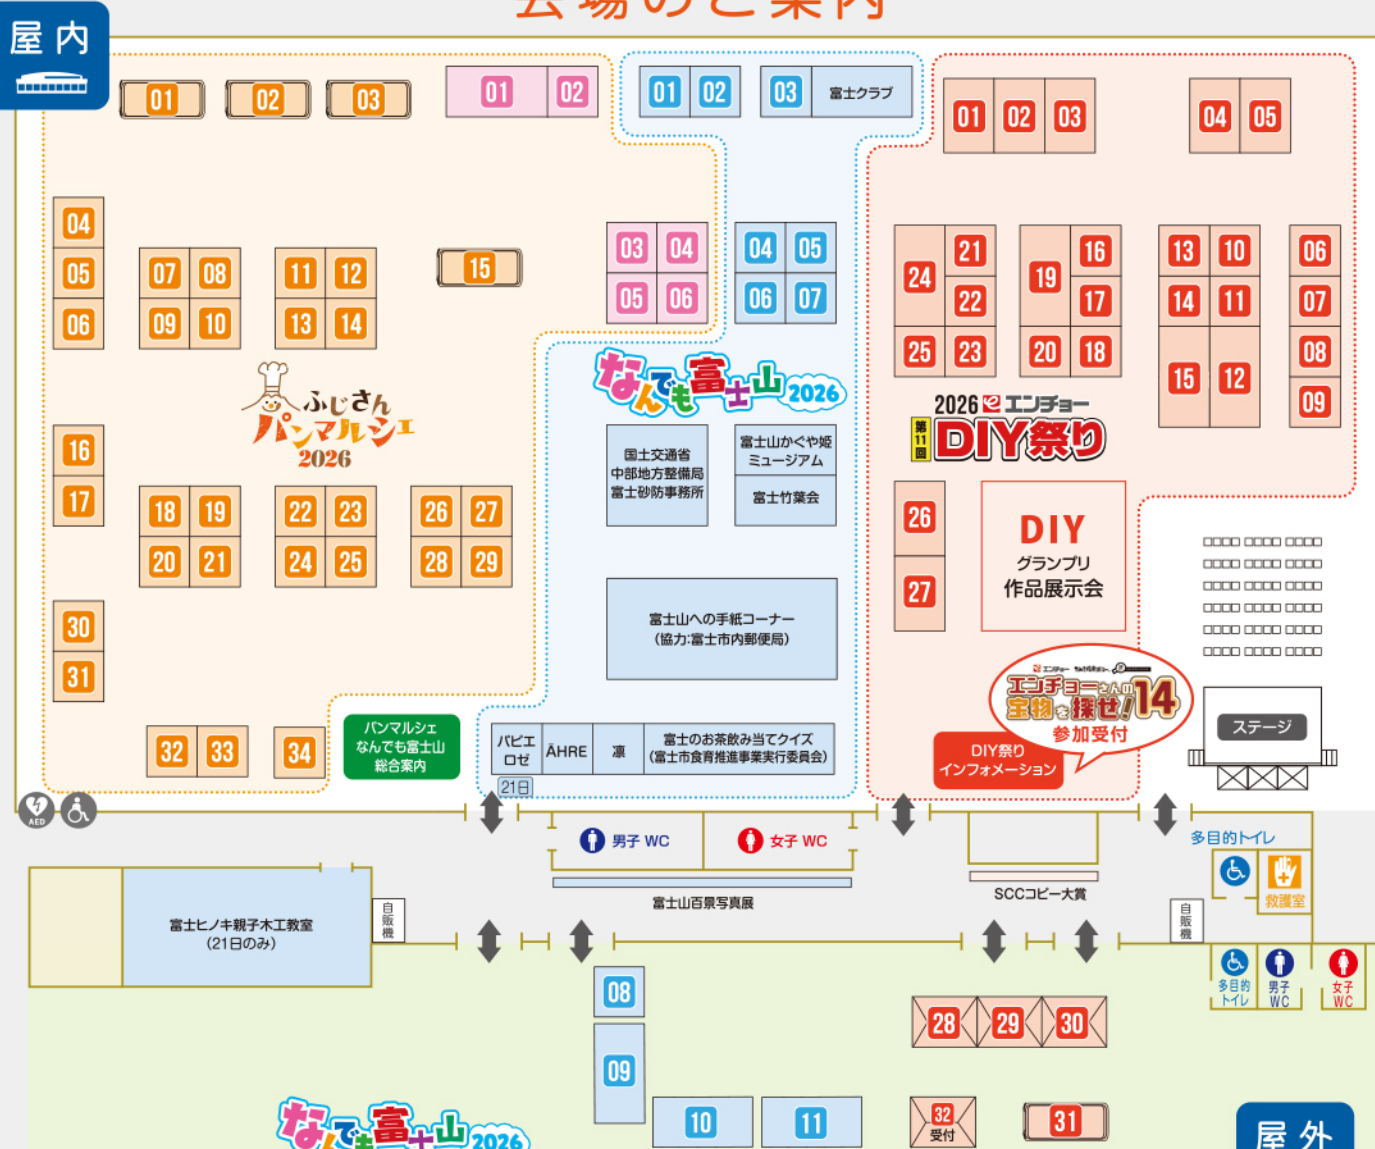 会場のご案内
屋内
01 02 03
01 02
01 02 03 富士クラブ
01 02 03 04 05
04
05
06
07 08
09 10
11 12
13 14
15
03 04
05 06
04 05
06 07
24 21
22
25 23
19 16
17
20 18
13 10
14 11
15 12
06
07
08
09
ふじさん
パンマルシェ
2026
なんでも富士山2026
2026 エンチョー
第11回 DIY祭り
16
17
18 19
20 21
22 23
24 25
26 27
28 29
国土交通省
中部地方整備局
富士砂防事務所
富士山かぐや姫
ミュージアム
富士竹葉会
26
27
DIY
グランプリ
作品展示会
30
31
富士山への手紙コーナー
(協力:富士市内郵便局)
32 33 34
パンマルシェ
なんでも富士山
総合案内
パピエ
ロゼ
ÄHRE
凛
富士のお茶飲み当てクイズ
(富士市食育推進事業実行委員会)
21日
エンチョー
エンチョーさんの
宝物を探せ!14
参加受付
DIY祭り
インフォメーション
ステージ
AED
男子 WC
女子 WC
富士山百景写真展
SCCコピー大賞
多目的トイレ
救護室
富士ヒノキ親子木工教室
(21日のみ)
自販機
自販機
多目的
トイレ
男子
WC
女子
WC
08
09
10 11
28 29 30
32
受付
31
なんでも富士山2026
屋外